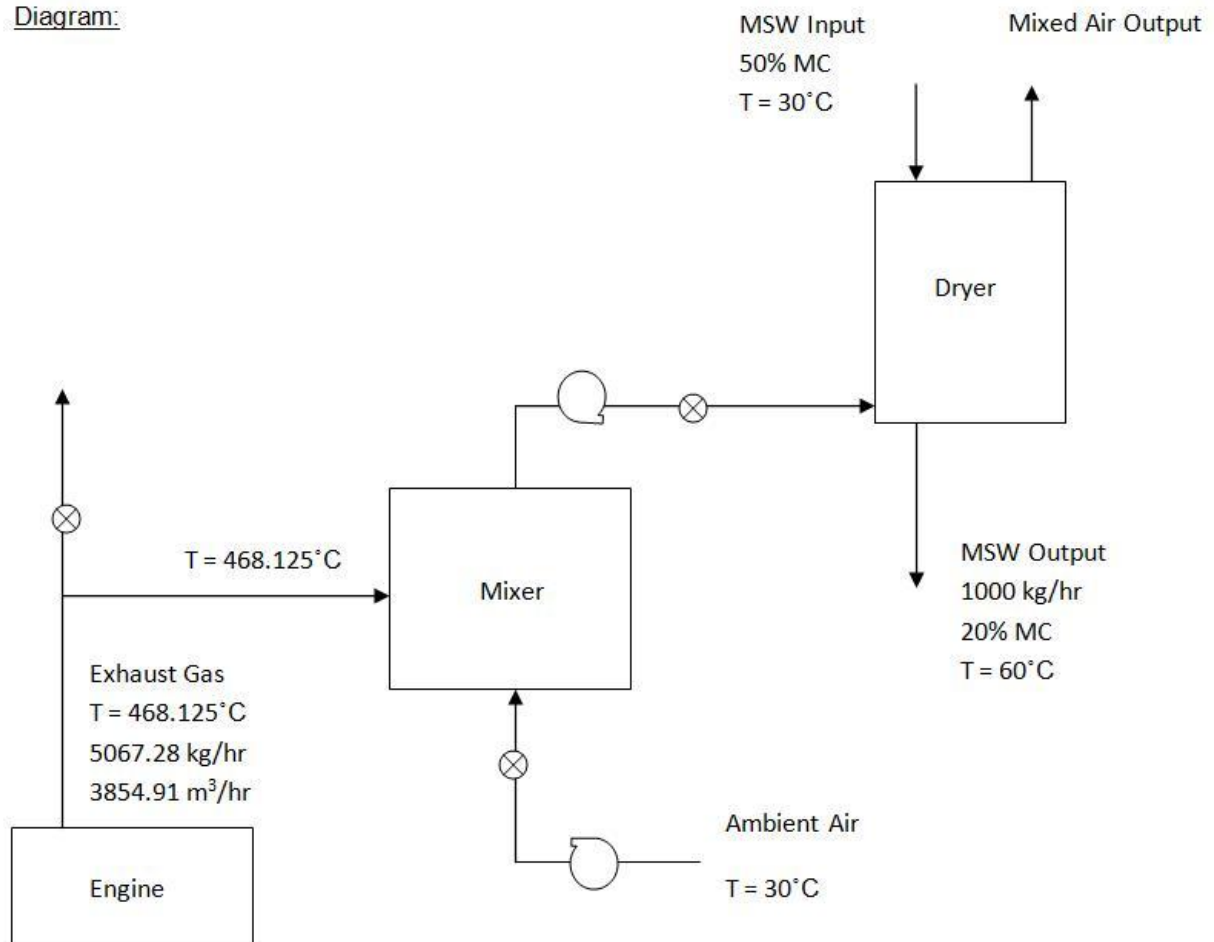 Diagram:
MSW Input
50% MC
T = 30°C
Mixed Air Output
Dryer
T = 468.125°C
Mixer
MSW Output
1000 kg/hr
20% MC
T = 60°C
Exhaust Gas
T = 468.125°C
5067.28 kg/hr
3854.91 m³/hr
Ambient Air
T = 30°C
Engine